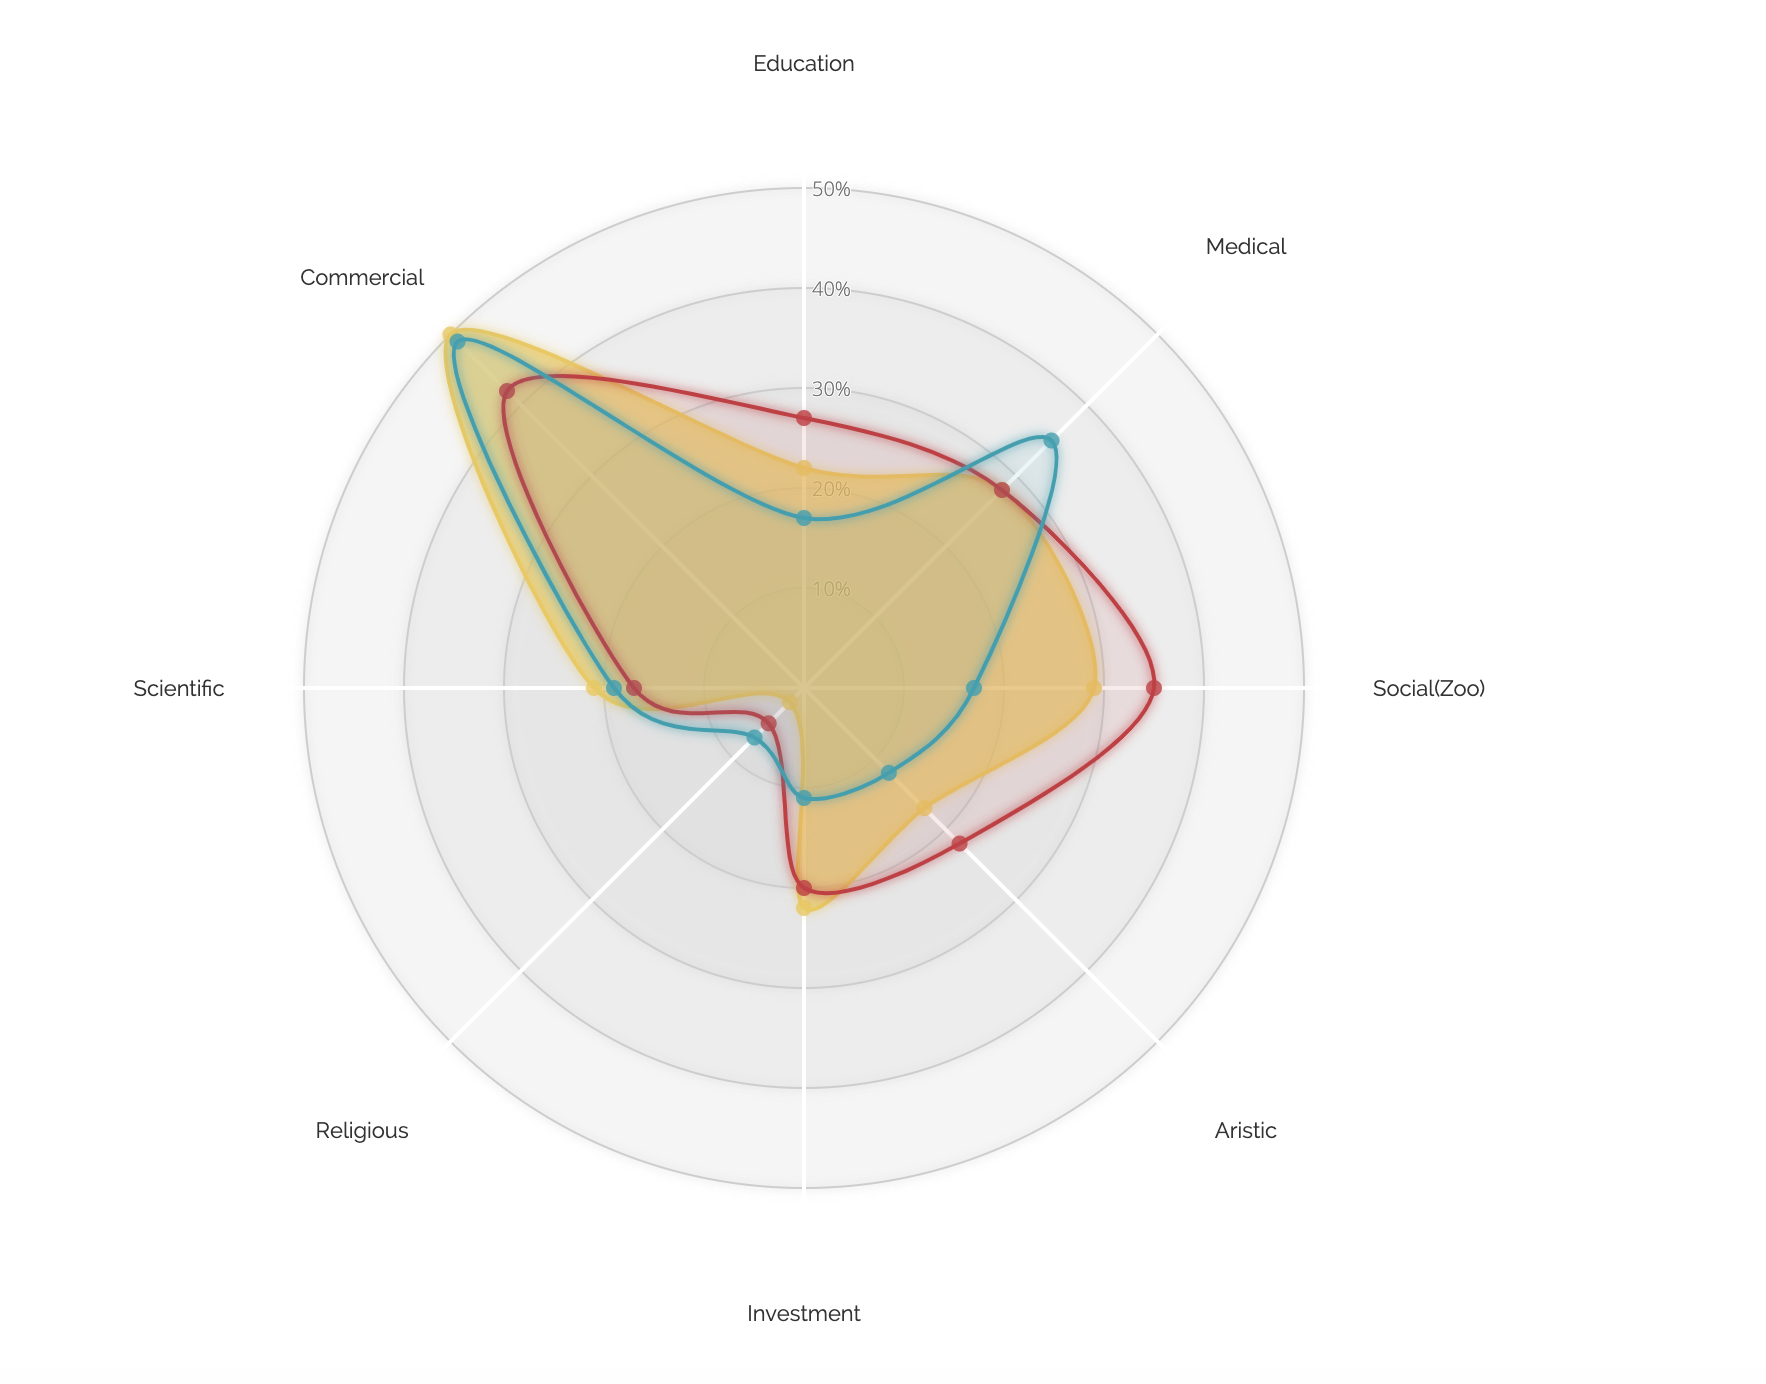 Education
50%
Medical
Commercial
40%
30%
20%
10%
Scientific
Social(Zoo)
Religious
Aristic
Investment